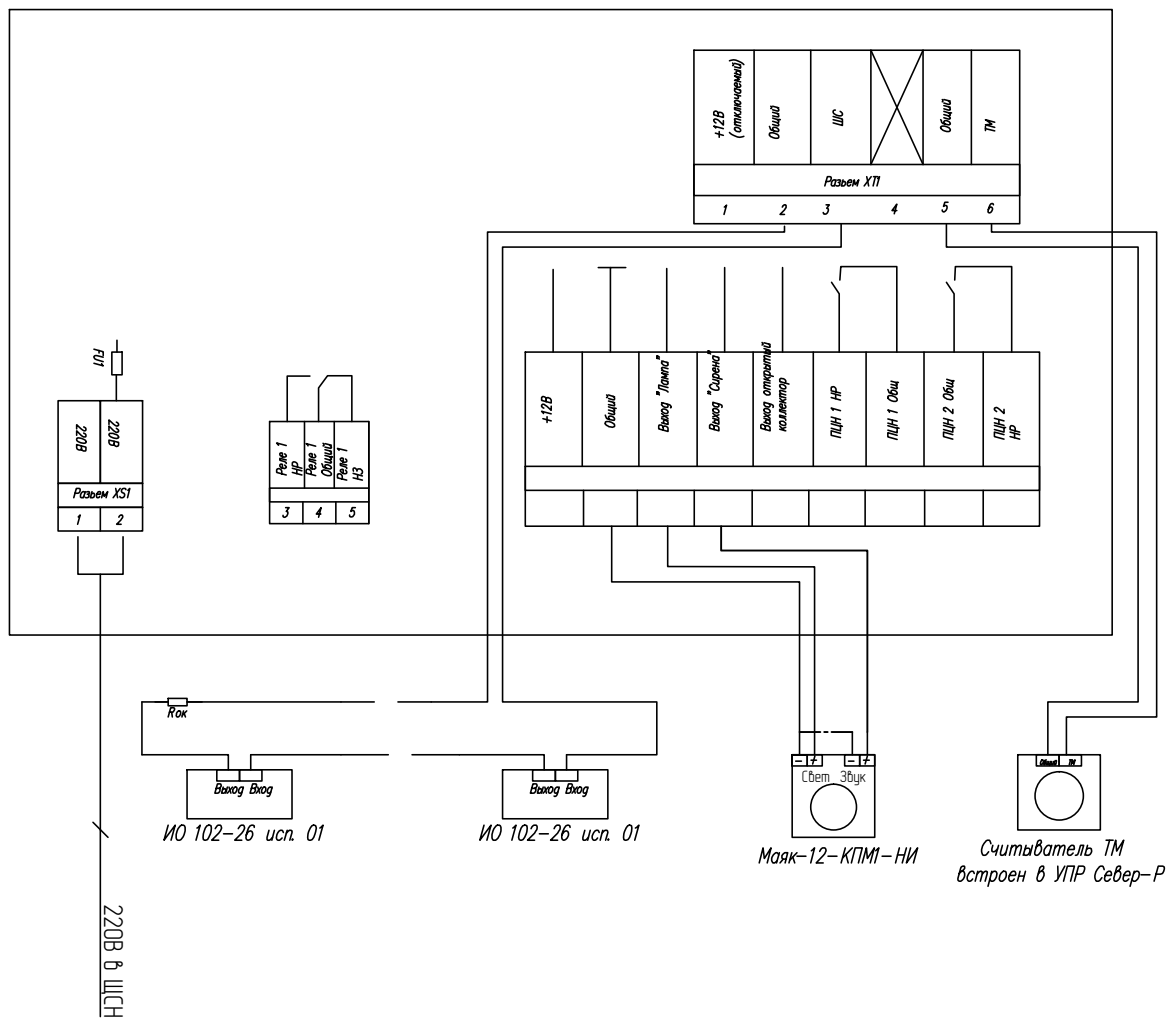 +12В
(отключаемый)
Общий
ШС
Общий
ТМ
Разъем XT1
1 2 3 4 5 6
FU1
220В
220В
Разъем XS1
1 2
Реле 1
НР
Реле 1
Общий
Реле 1
НЗ
3 4 5
+12В
Общий
Выход "Лампа"
Выход "Сирена"
Выход открытый
коллектор
ПЦН 1 НР
ПЦН 1 Общ
ПЦН 2 Общ
ПЦН 2
НР
Rок
Выход Вход
ИО 102-26 исп. 01
Выход Вход
ИО 102-26 исп. 01
- + - +
Свет Звук
Маяк-12-КПМ1-НИ
Общий ТМ
Считыватель ТМ
встроен в УПР Север-Р
220В в ЩСН